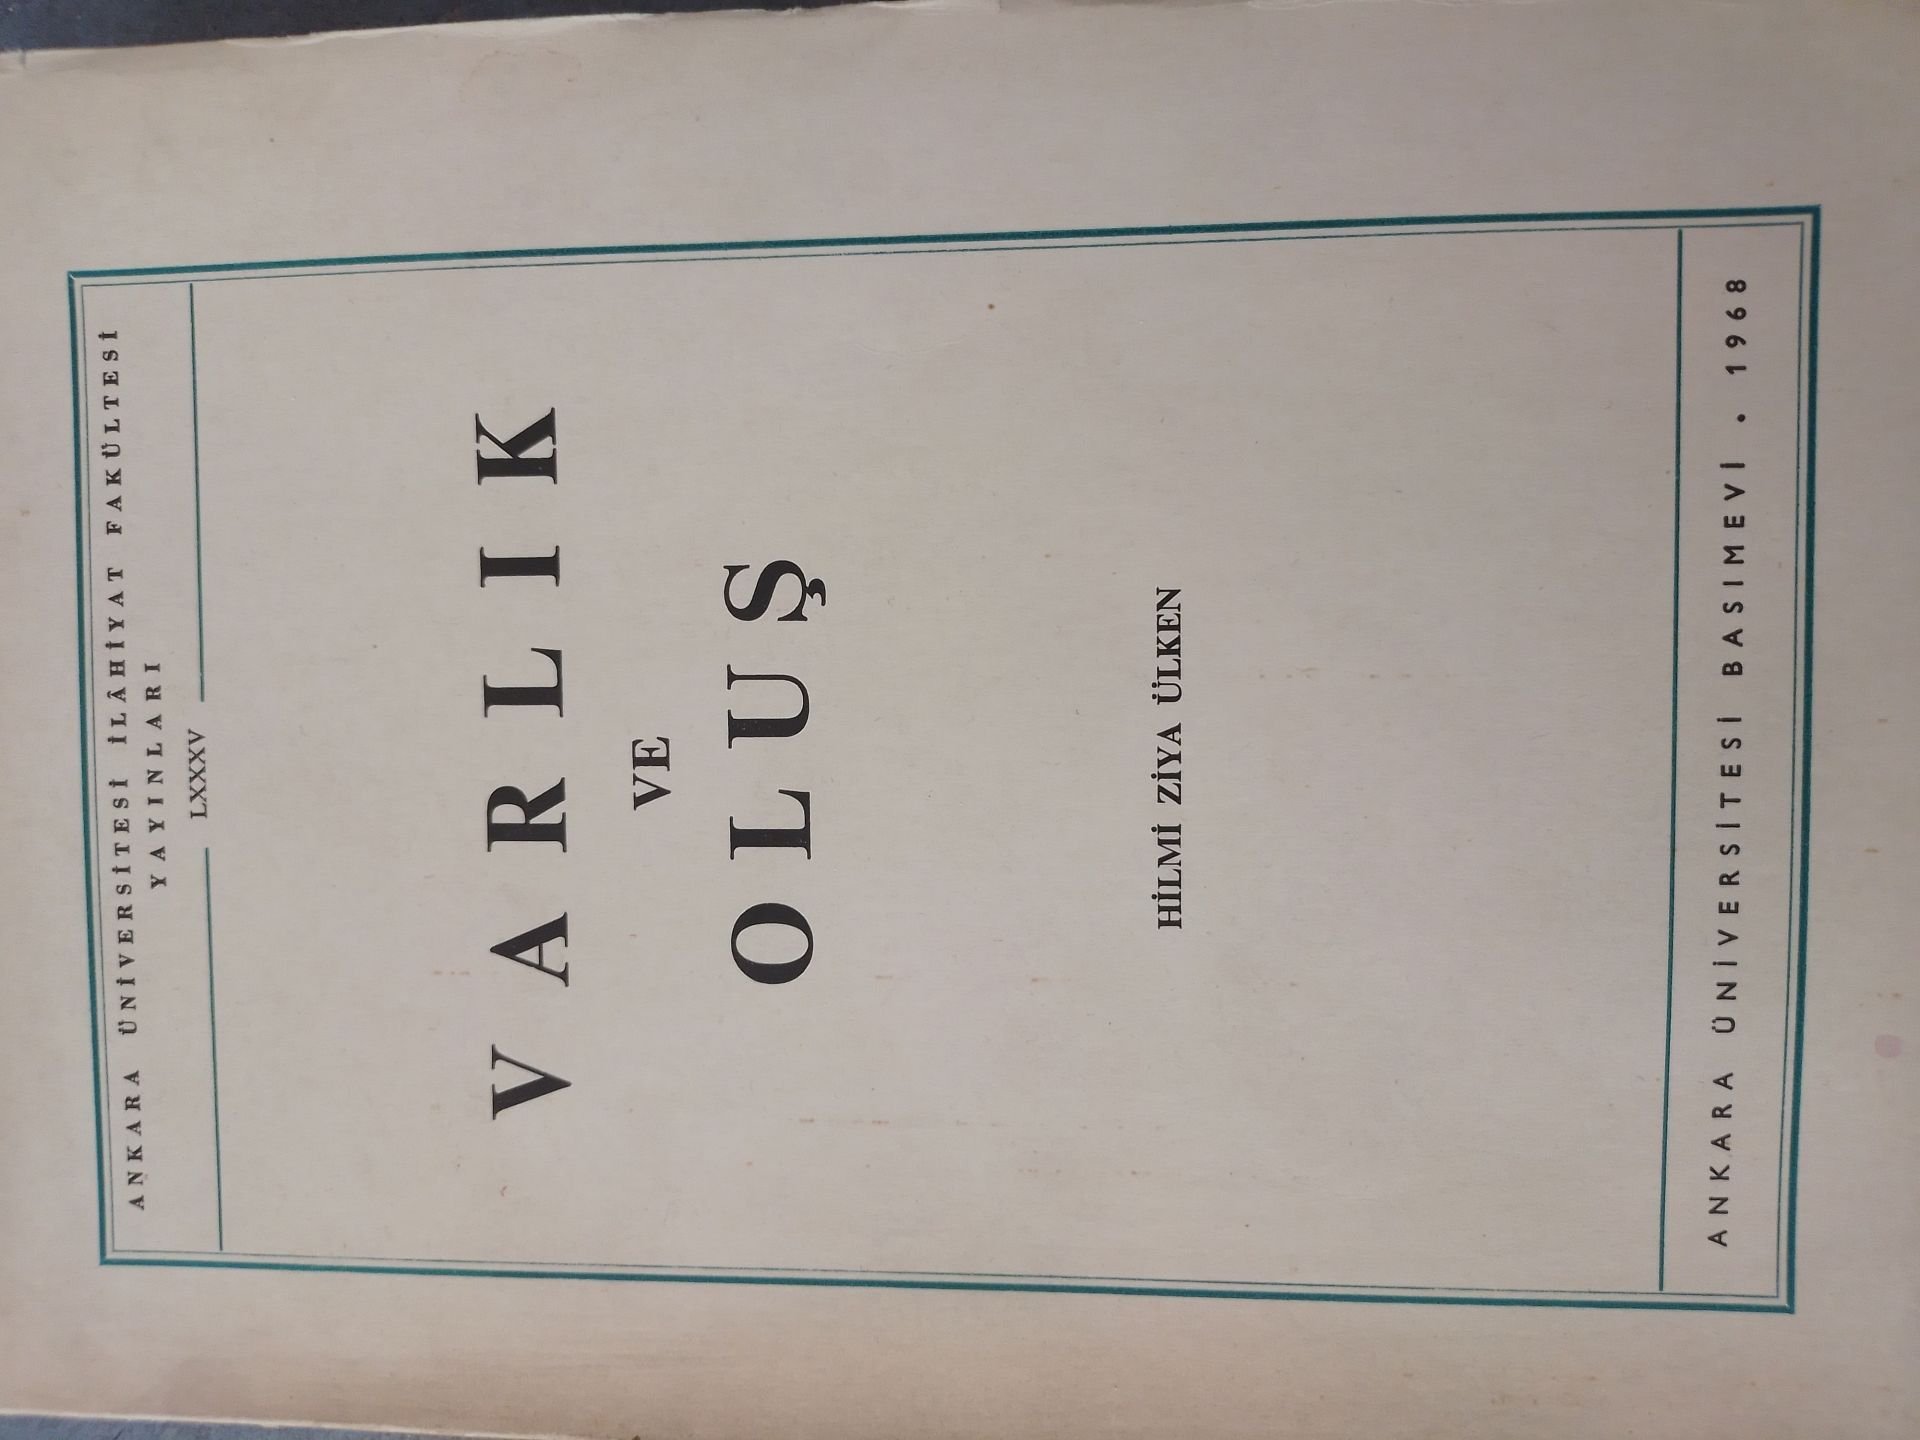 ANKARA ÜNİVERSİTESİ İLÂHİYAT FAKÜLTESİ
YAYINLARI
LXXXV
VARLIK
VE
OLUŞ
HİLMİ ZİYA ÜLKEN
ANKARA ÜNİVERSİTESİ BASIMEVİ . 1968